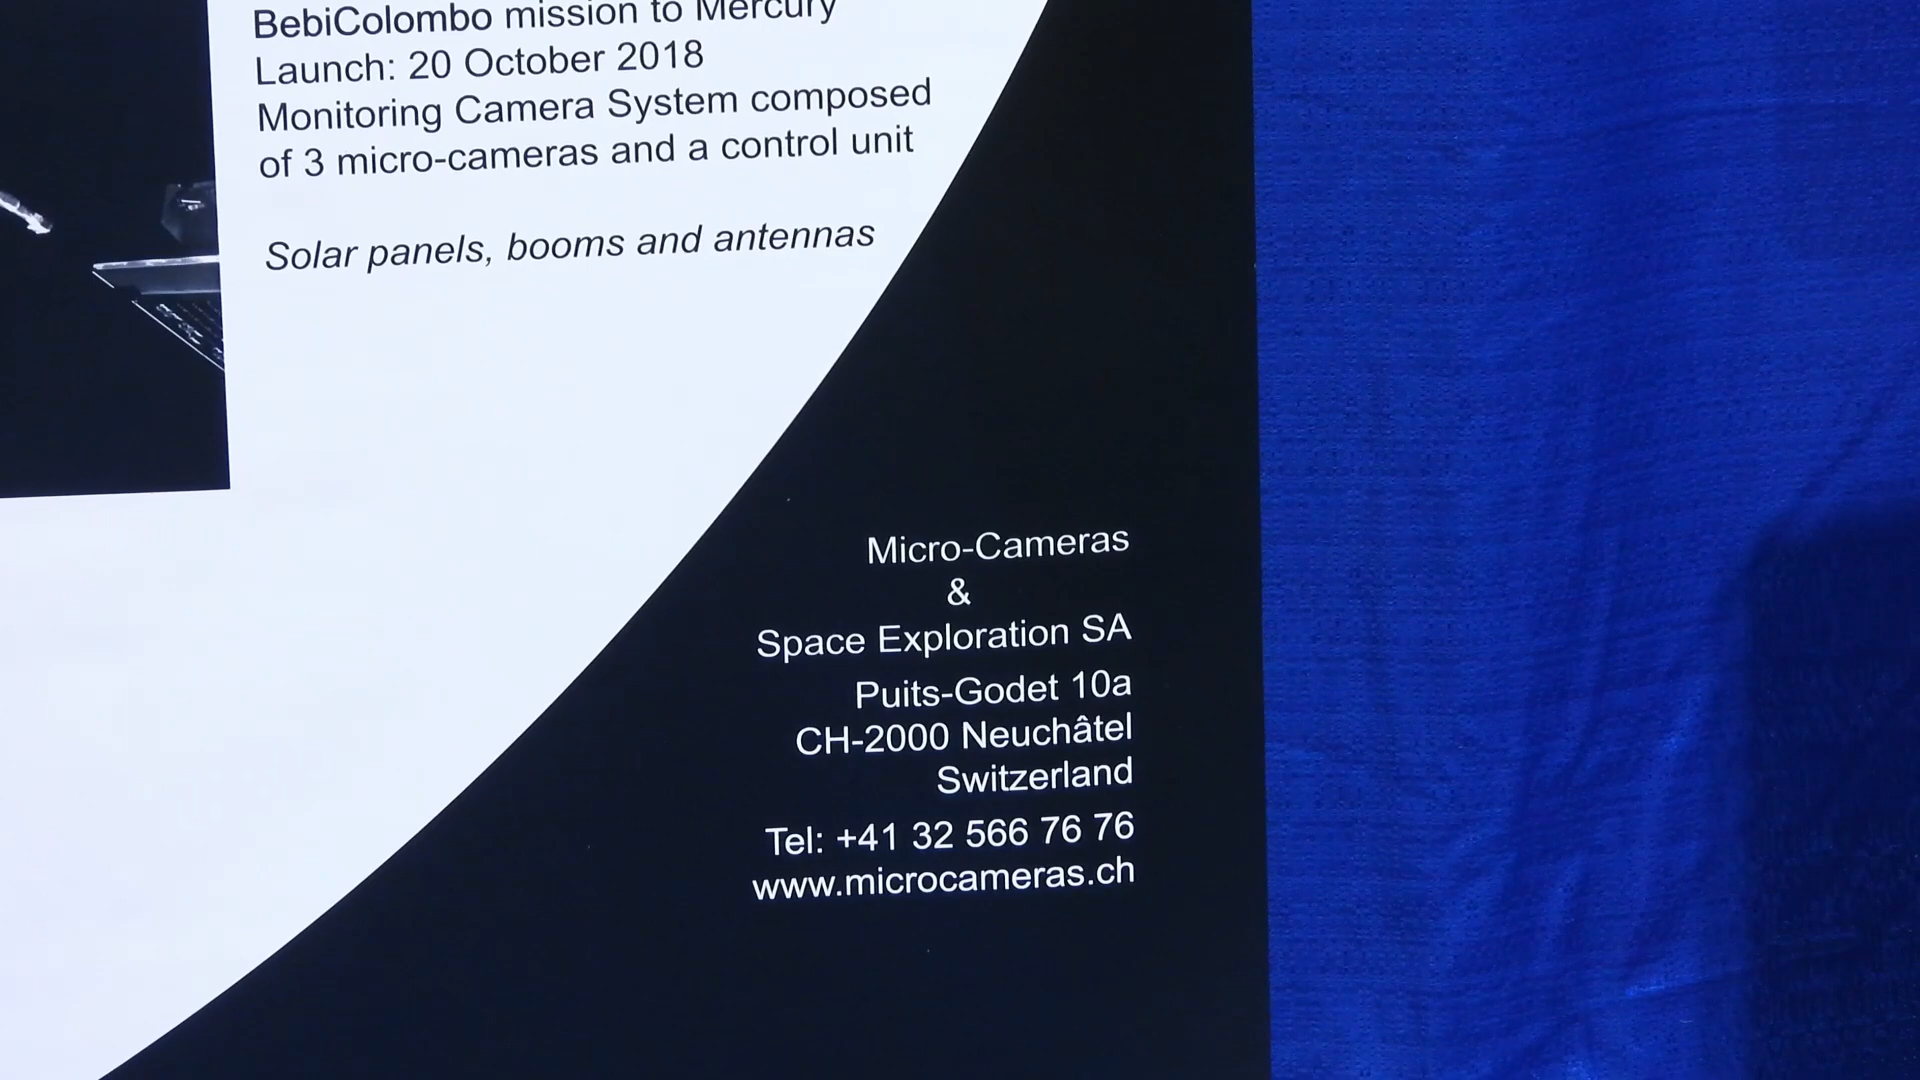 BebiColombo mission to Mercury
Launch: 20 October 2018
Monitoring Camera System composed
of 3 micro-cameras and a control unit
Solar panels, booms and antennas
Micro-Cameras
&
Space Exploration SA
Puits-Godet 10a
CH-2000 Neuchâtel
Switzerland
Tel: +41 32 566 76 76
www.microcameras.ch